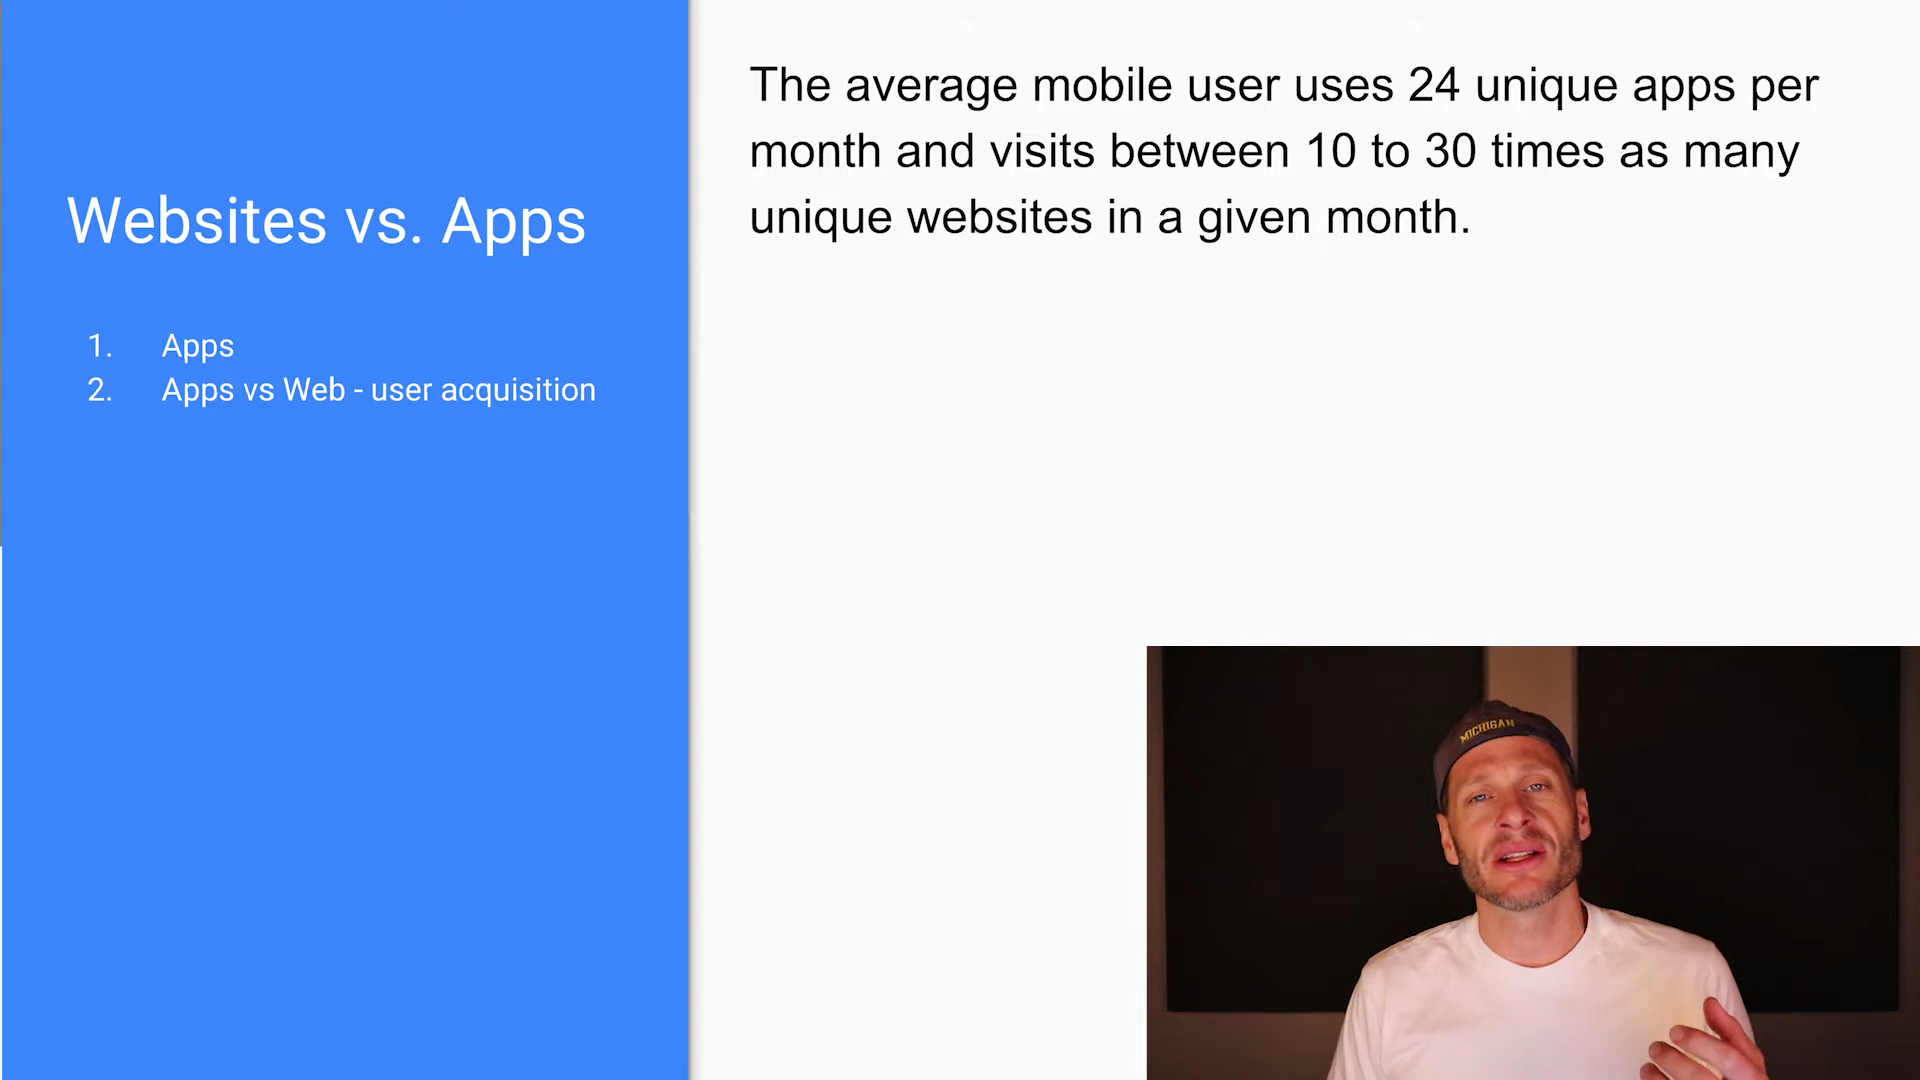 Websites vs. Apps
1. Apps
2. Apps vs Web - user acquisition
The average mobile user uses 24 unique apps per
month and visits between 10 to 30 times as many
unique websites in a given month.
MICHIGAN